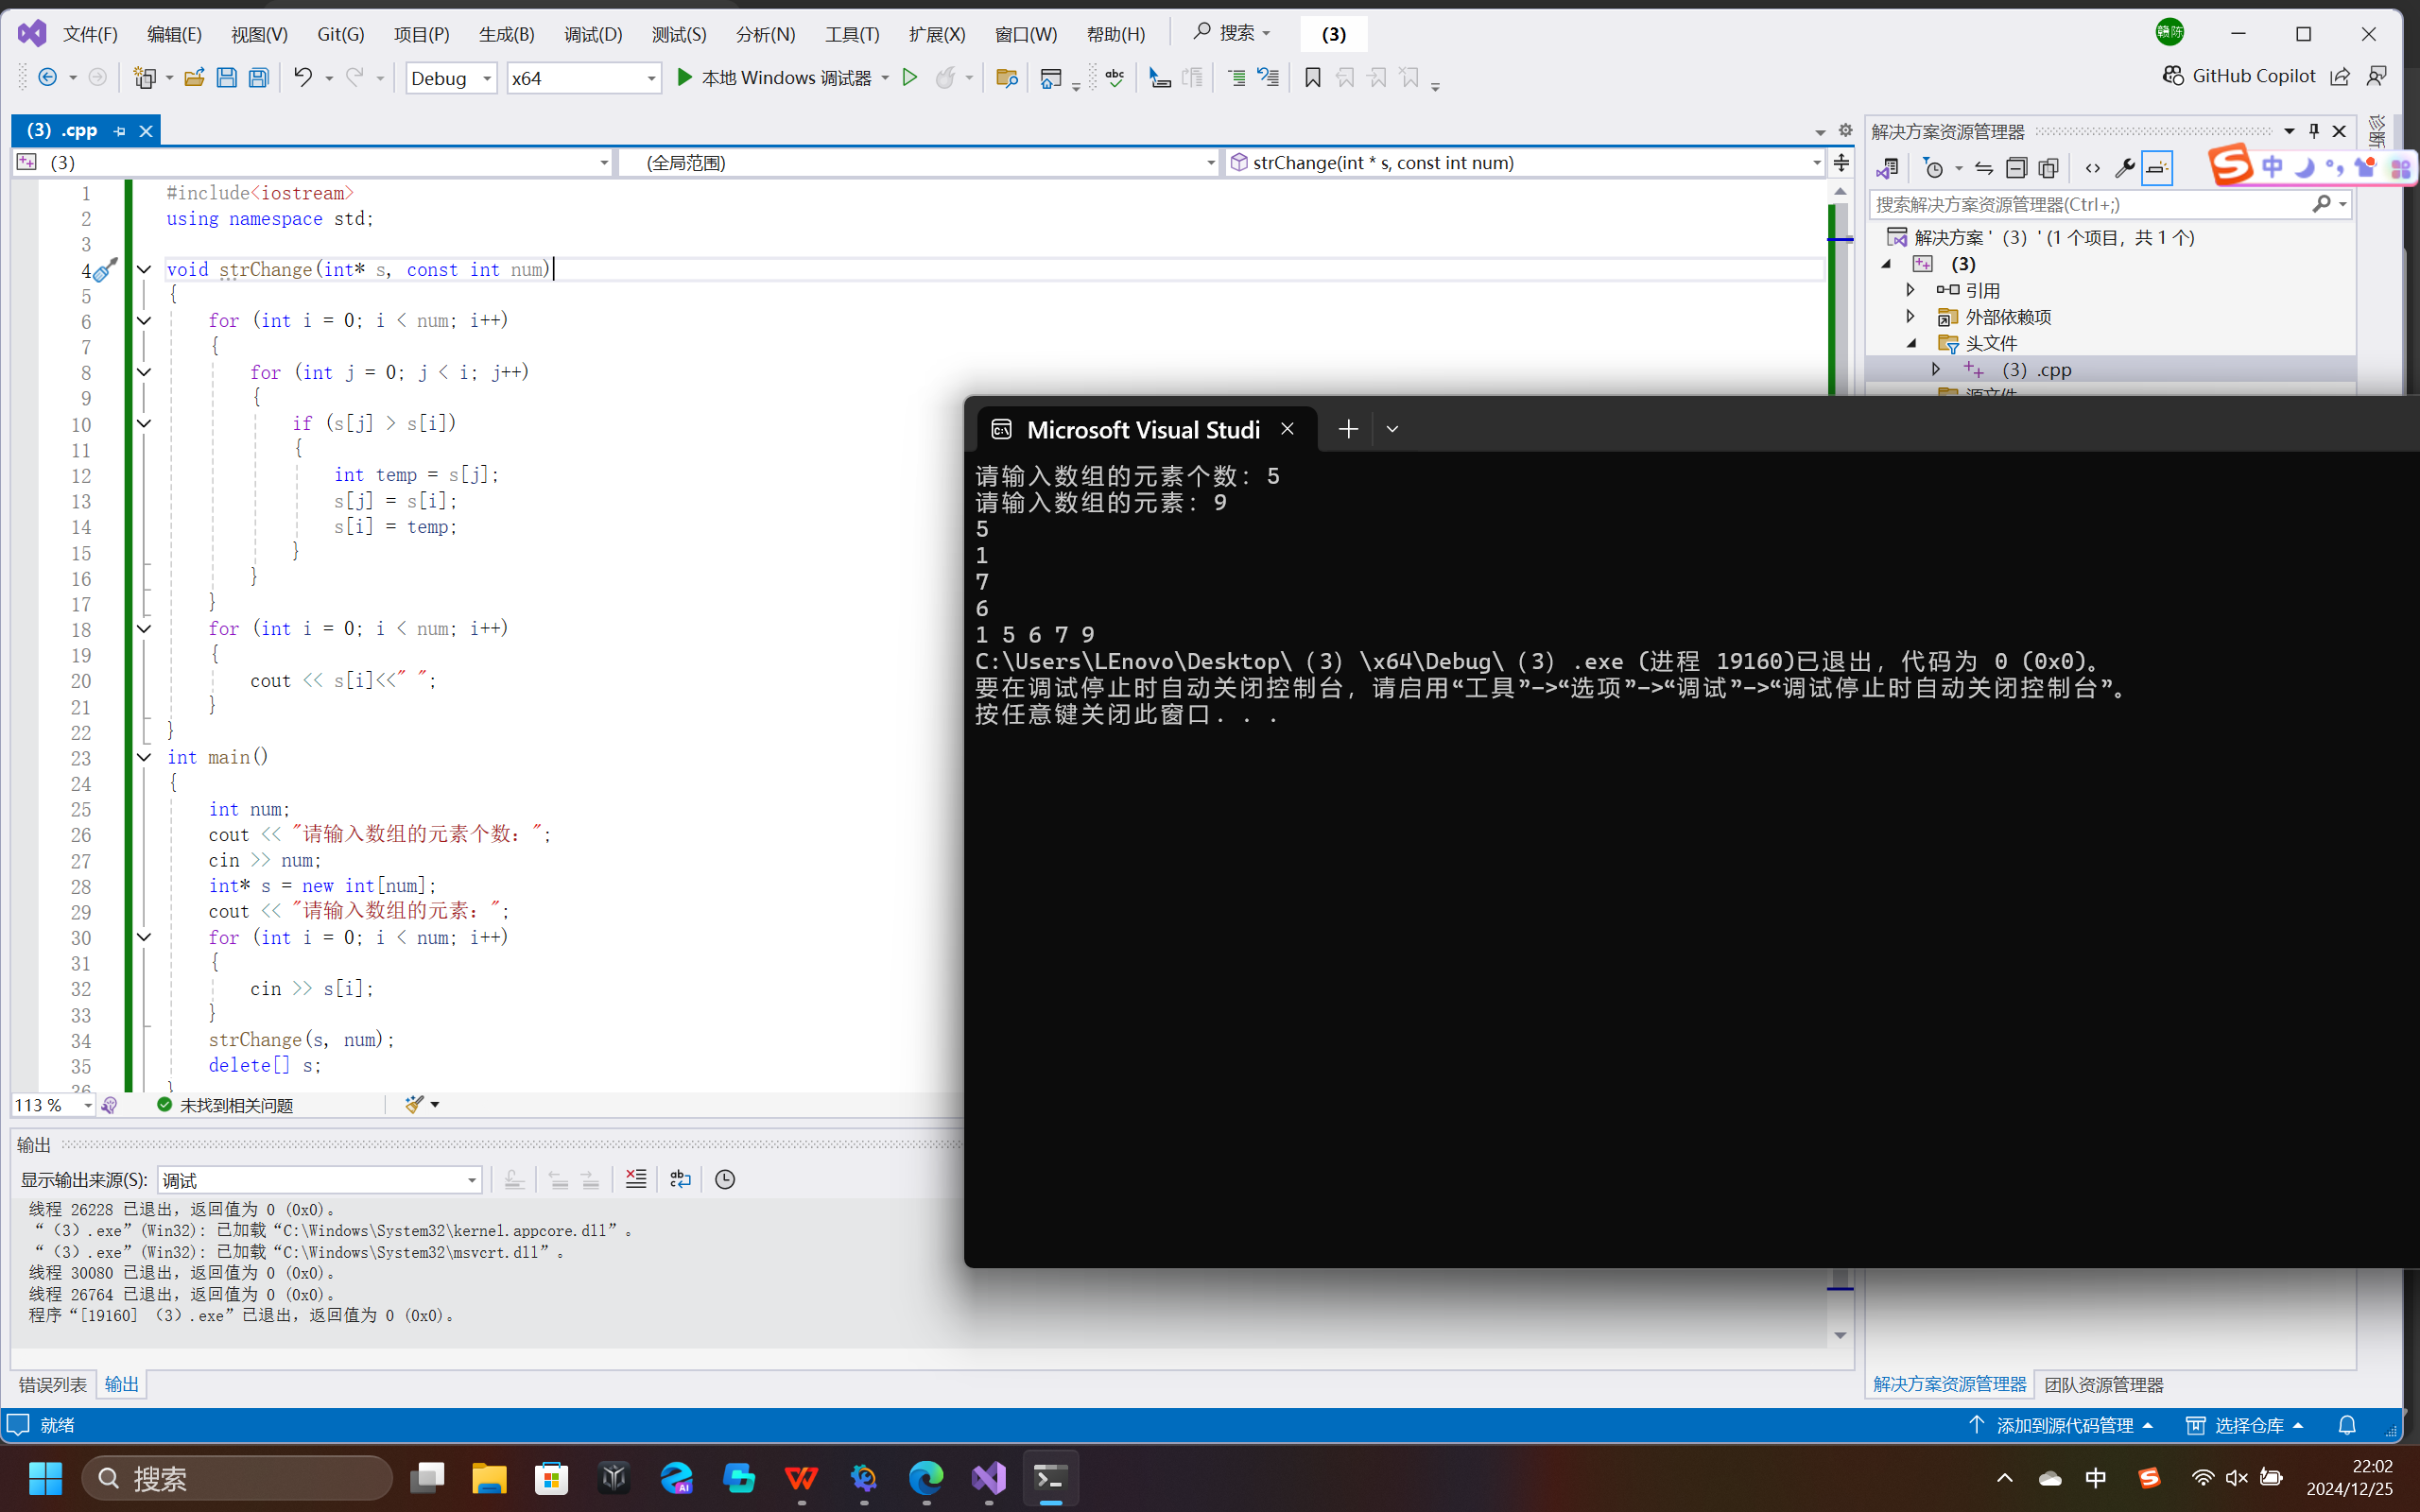 文件(F) 编辑(E) 视图(V) Git(G) 项目(P) 生成(B) 调试(D) 测试(S) 分析(N) 工具(T) 扩展(X) 窗口(W) 帮助(H) 搜索 (3)
Debug x64 本地 Windows 调试器 GitHub Copilot
(3) .cpp
(3) (全局范围) strChange(int * s, const int num)
1 #include<iostream>
2 using namespace std;
3
4 void strChange(int* s, const int num)
5 {
6 for (int i = 0; i < num; i++)
7 {
8 for (int j = 0; j < i; j++)
9 {
10 if (s[j] > s[i])
11 {
12 int temp = s[j];
13 s[j] = s[i];
14 s[i] = temp;
15 }
16 }
17 }
18 for (int i = 0; i < num; i++)
19 {
20 cout << s[i]<<" ";
21 }
22 }
23 int main()
24 {
25 int num;
26 cout << "请输入数组的元素个数：";
27 cin >> num;
28 int* s = new int[num];
29 cout << "请输入数组的元素：";
30 for (int i = 0; i < num; i++)
31 {
32 cin >> s[i];
33 }
34 strChange(s, num);
35 delete[] s;
36 }
113 % 未找到相关问题
输出
显示输出来源(S): 调试
线程 26228 已退出，返回值为 0 (0x0)。
“（3）.exe”(Win32): 已加载“C:\Windows\System32\kernel.appcore.dll”。
“（3）.exe”(Win32): 已加载“C:\Windows\System32\msvcrt.dll”。
线程 30080 已退出，返回值为 0 (0x0)。
线程 26764 已退出，返回值为 0 (0x0)。
程序“[19160] （3）.exe”已退出，返回值为 0 (0x0)。
错误列表 输出
解决方案资源管理器
诊断
中
搜索解决方案资源管理器(Ctrl+;)
解决方案 '（3）' (1 个项目，共 1 个)
(3)
引用
外部依赖项
头文件
（3）.cpp
源文件
Microsoft Visual Studi
请输入数组的元素个数：5
请输入数组的元素：9
5
1
7
6
1 5 6 7 9
C:\Users\LEnovo\Desktop\（3）\x64\Debug\（3）.exe (进程 19160)已退出，代码为 0 (0x0)。
要在调试停止时自动关闭控制台，请启用“工具”->“选项”->“调试”->“调试停止时自动关闭控制台”。
按任意键关闭此窗口. . .
解决方案资源管理器 团队资源管理器
就绪 添加到源代码管理 选择仓库
搜索
中
22:02
2024/12/25